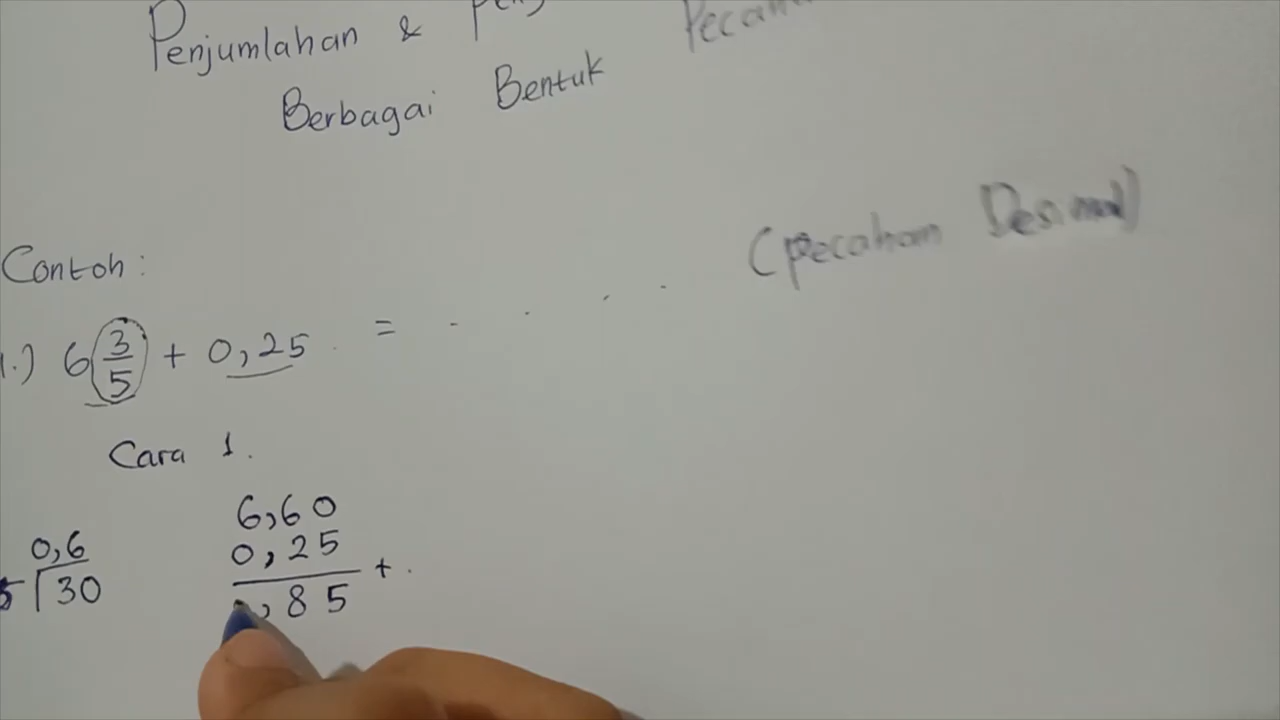 Penjumlahan &
Berbagai Bentuk
(Pecahan Desimal)
Contoh:
1.) 6 3/5 + 0,25 = . . . . .
Cara 1.
6,60
0,25 +
,85
0,6
5 30